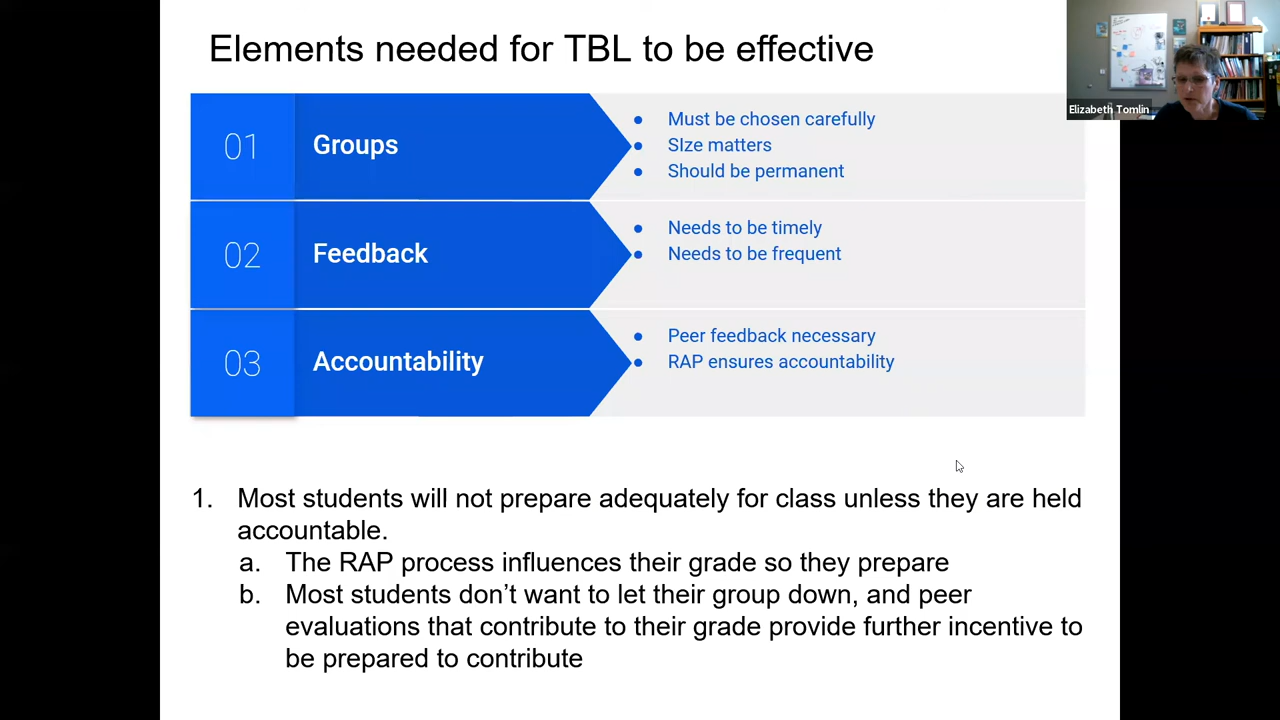 Elements needed for TBL to be effective
Elizabeth Tomlin
01
Groups
● Must be chosen carefully
● SIze matters
● Should be permanent
02
Feedback
● Needs to be timely
● Needs to be frequent
03
Accountability
● Peer feedback necessary
● RAP ensures accountability
1. Most students will not prepare adequately for class unless they are held
accountable.
a. The RAP process influences their grade so they prepare
b. Most students don’t want to let their group down, and peer
evaluations that contribute to their grade provide further incentive to
be prepared to contribute